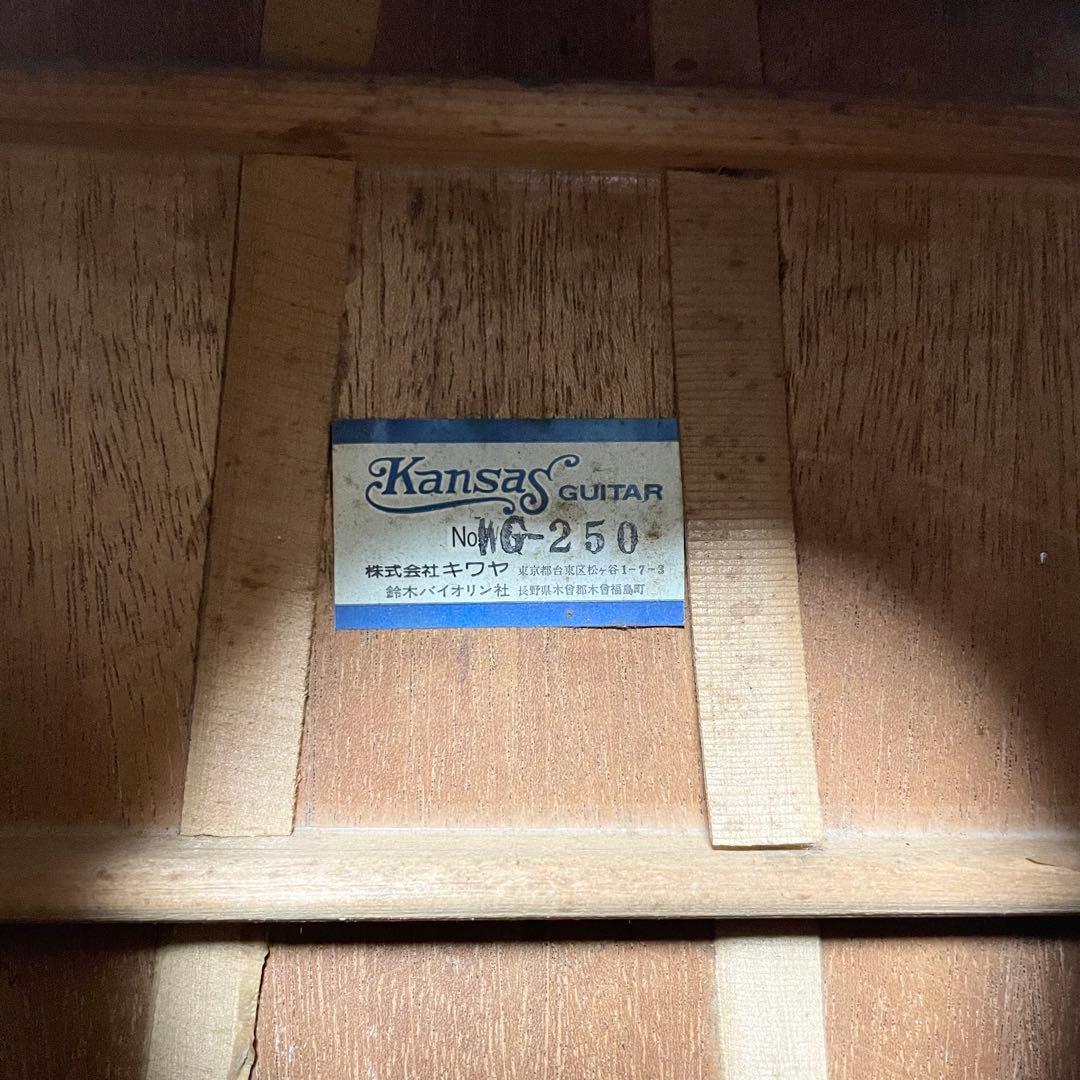 Kansas GUITAR
No. WG-250
株式会社キワヤ 東京都台東区松ヶ谷1-7-3
鈴木バイオリン社 長野県木曾郡木曾福島町